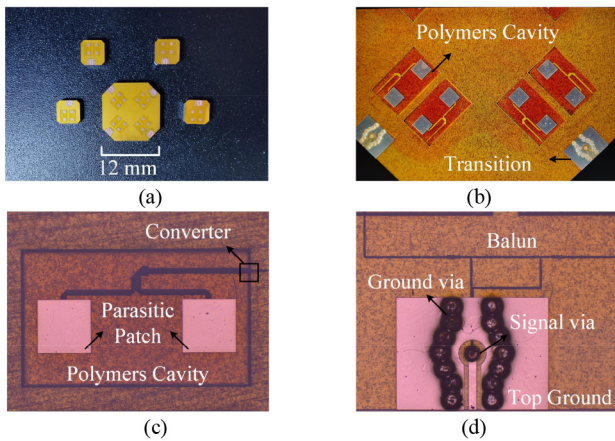 12 mm
(a)
Polymers Cavity
Transition
(b)
Converter
Parasitic
Patch
Polymers Cavity
(c)
Balun
Ground via
Signal via
Top Ground
(d)